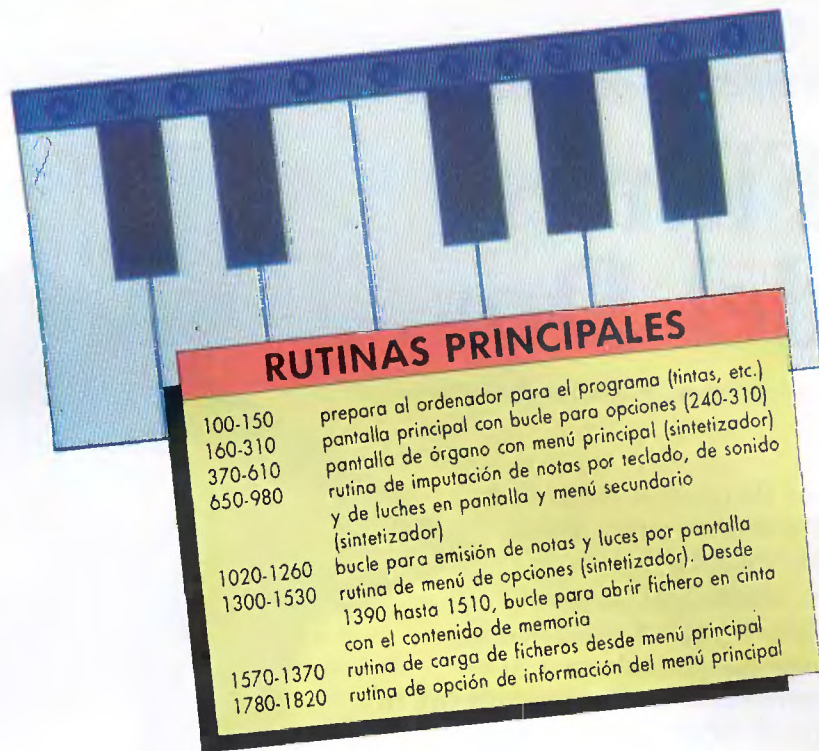 RUTINAS PRINCIPALES
100-150 prepara al ordenador para el programa (tintas, etc.)
160-310 pantalla principal con bucle para opciones (240-310)
370-610 pantalla de órgano con menú principal (sintetizador)
650-980 rutina de imputación de notas por teclado, de sonido
y de luches en pantalla y menú secundario
(sintetizador)
1020-1260 bucle para emisión de notas y luces por pantalla
1300-1530 rutina de menú de opciones (sintetizador). Desde
1390 hasta 1510, bucle para abrir fichero en cinta
con el contenido de memoria
1570-1370 rutina de carga de ficheros desde menú principal
1780-1820 rutina de opción de información del menú principal